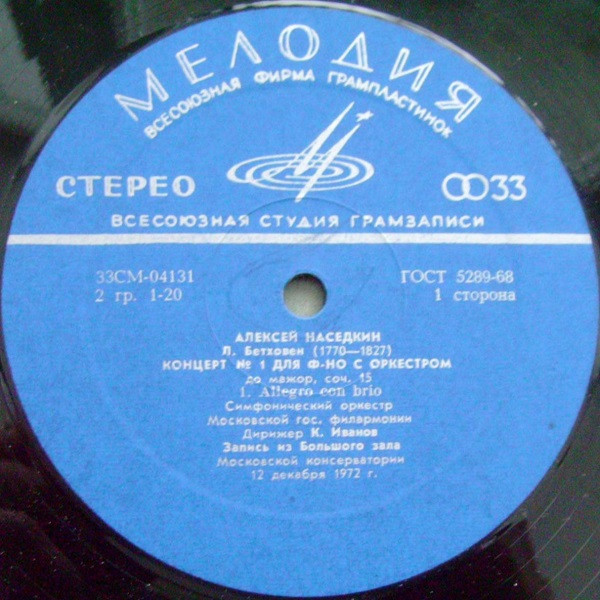 МЕЛОДИЯ
ВСЕСОЮЗНАЯ ФИРМА ГРАМПЛАСТИНОК
СТЕРЕО 33
ВСЕСОЮЗНАЯ СТУДИЯ ГРАМЗАПИСИ
33СМ-04131 ГОСТ 5289-68
2 гр. 1-20 1 сторона
АЛЕКСЕЙ НАСЕДКИН
Л. Бетховен (1770—1827)
КОНЦЕРТ № 1 ДЛЯ Ф-НО С ОРКЕСТРОМ
до мажор, соч. 15
1. Allegro con brio
Симфонический оркестр
Московской гос. филармонии
Дирижер К. Иванов
Запись из Большого зала
Московской консерватории
12 декабря 1972 г.